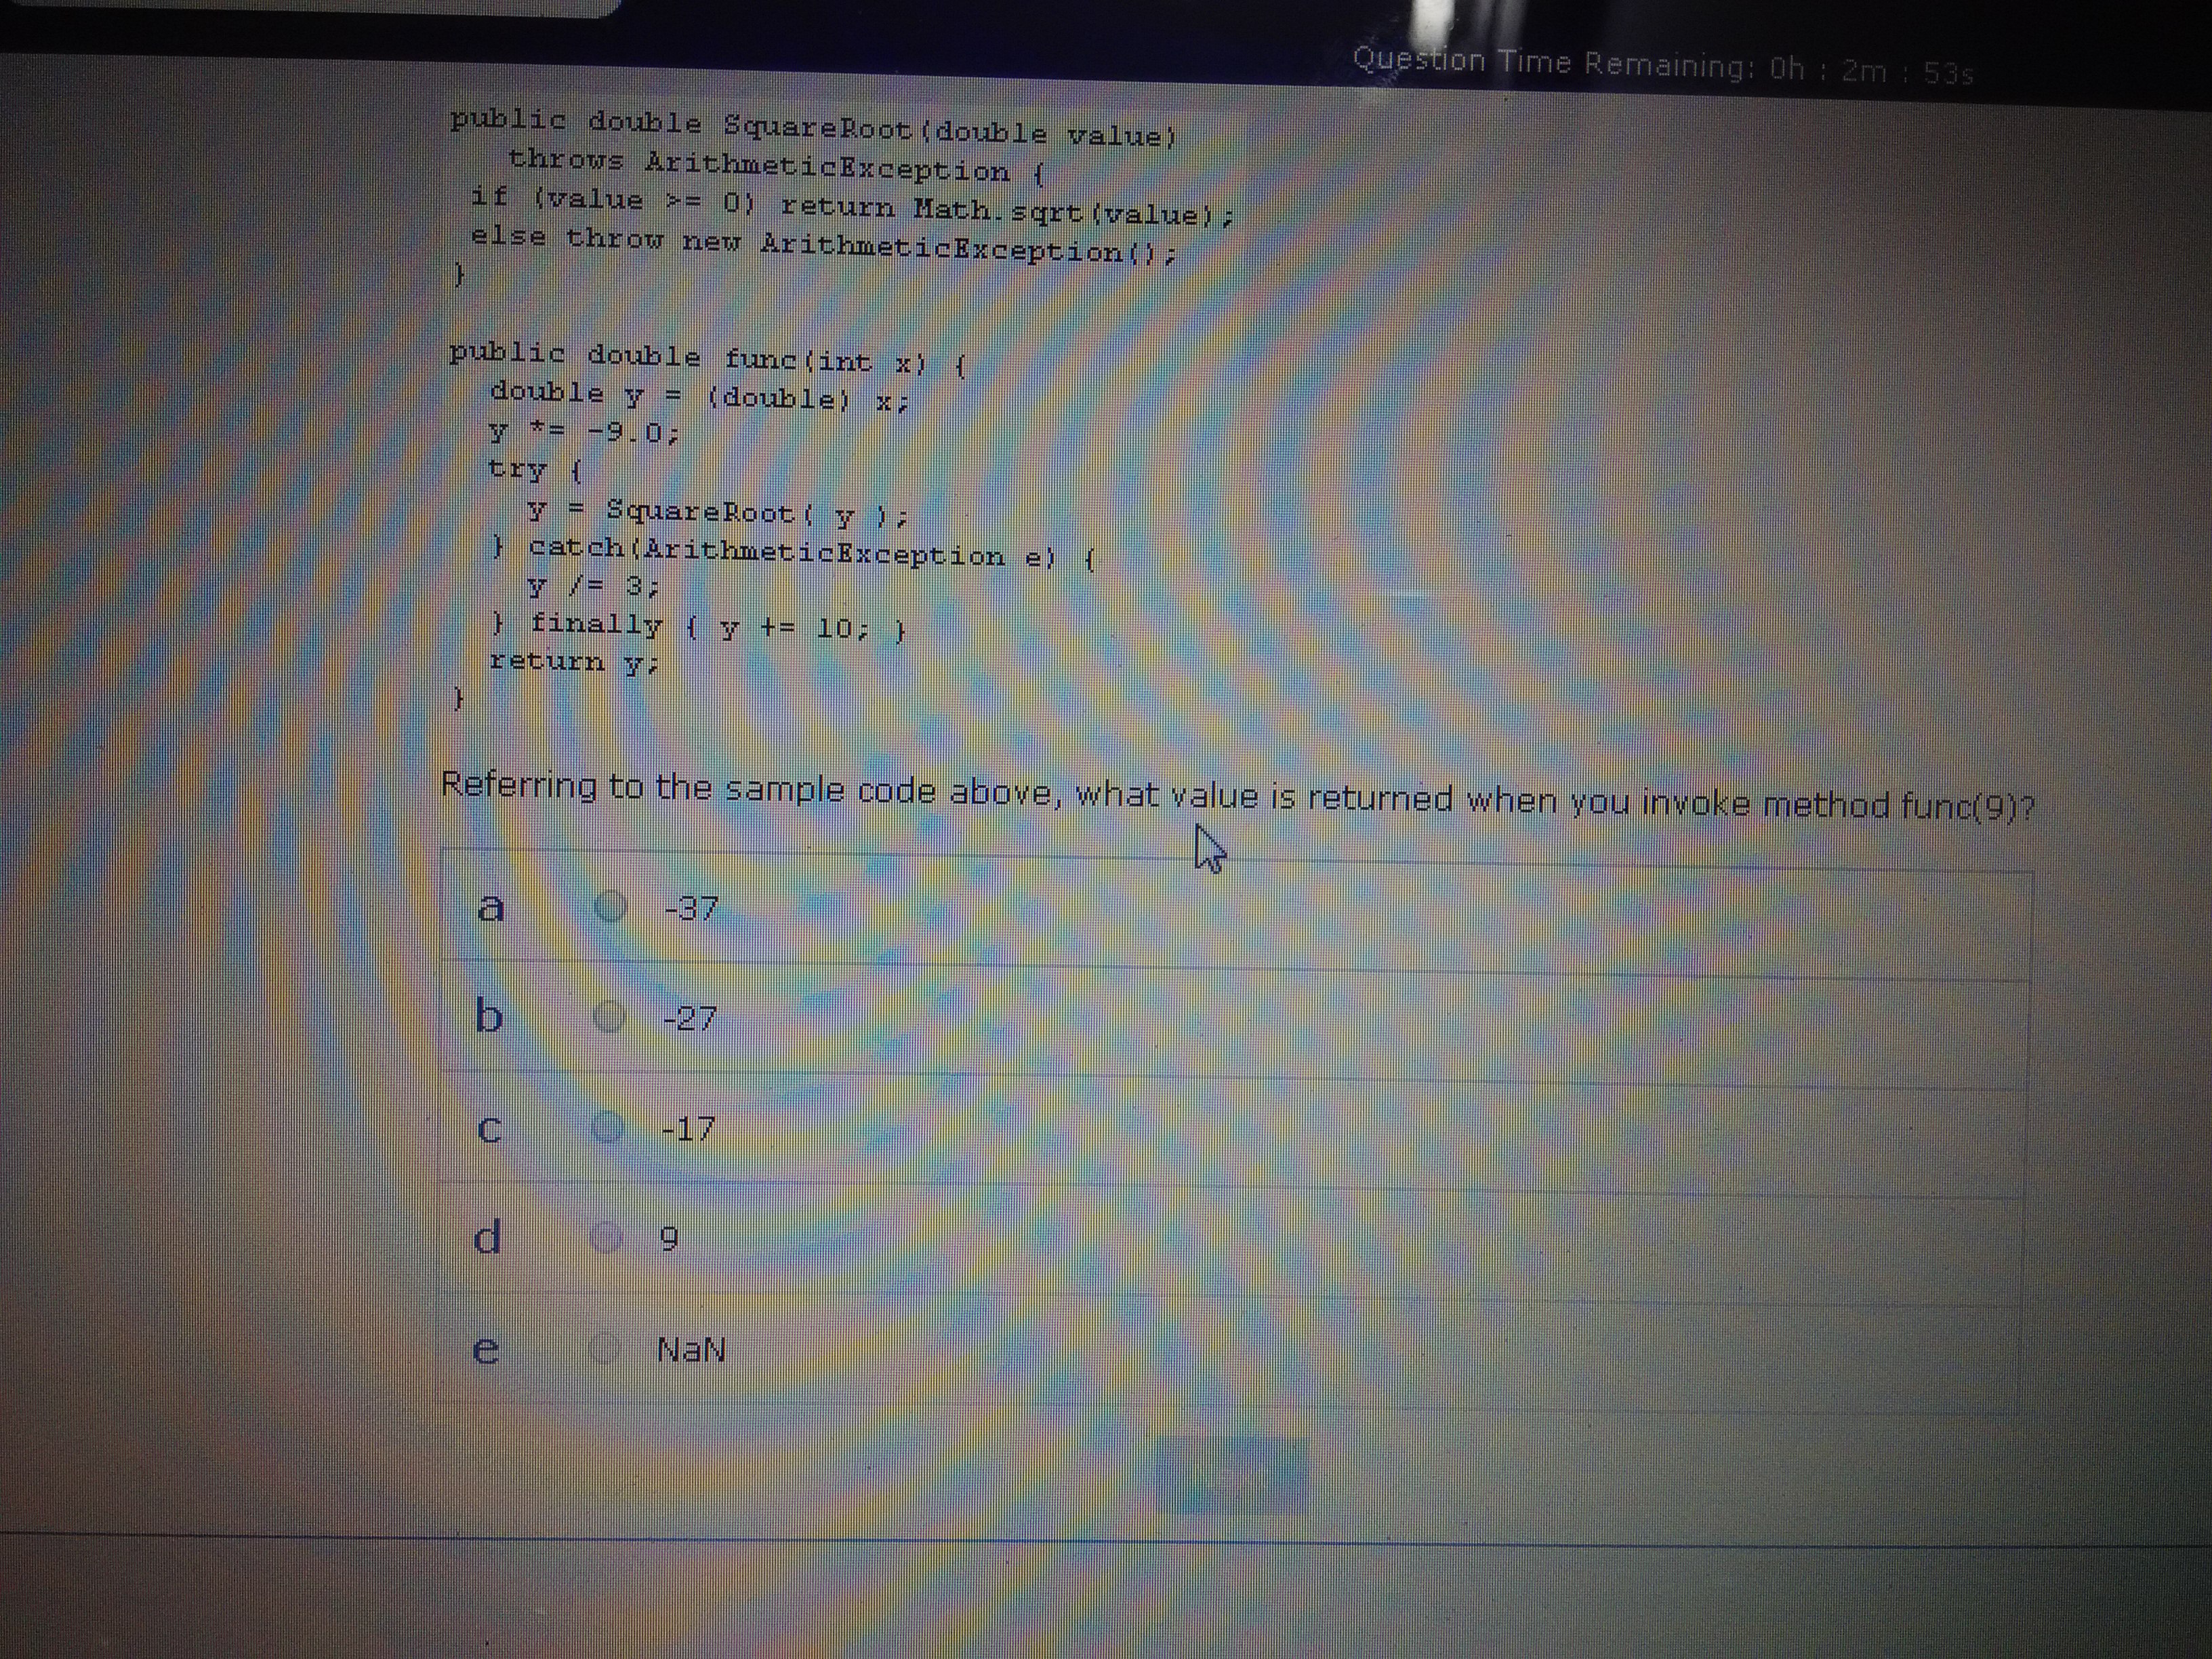 Question Time Remaining: 0h : 2m : 53s
public double SquareRoot(double value)
throws ArithmeticException {
if (value >= 0) return Math.sqrt(value);
else throw new ArithmeticException();
}
public double func(int x) {
double y = (double) x;
y *= -9.0;
try {
y = SquareRoot( y );
} catch(ArithmeticException e) {
y /= 3;
} finally { y += 10; }
return y;
}
Referring to the sample code above, what value is returned when you invoke method func(9)?
a -37
b -27
c -17
d 9
e NaN